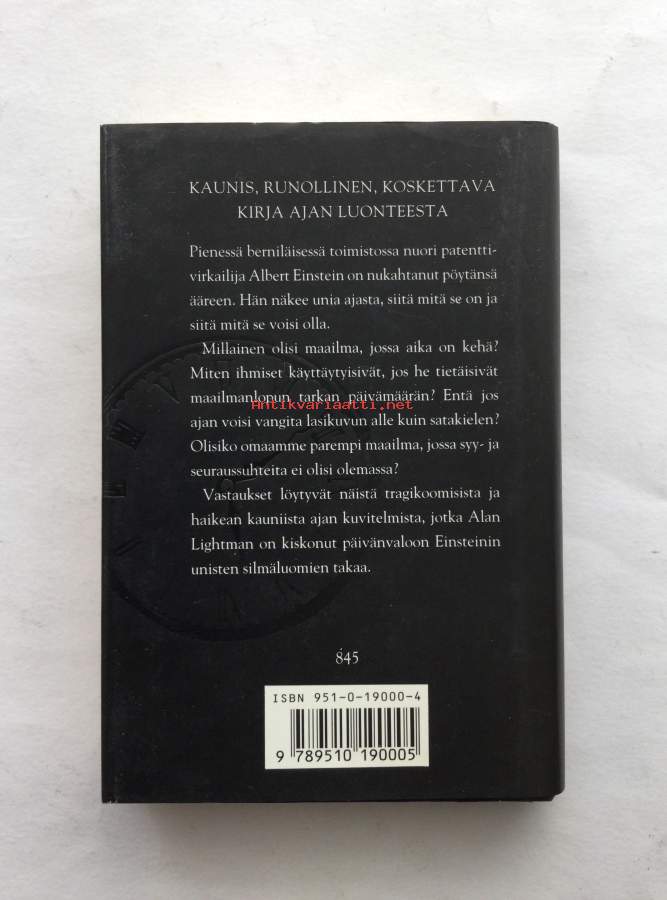 KAUNIS, RUNOLLINEN, KOSKETTAVA
KIRJA AJAN LUONTEESTA
Pienessä berniläisessä toimistossa nuori patentti-
virkailija Albert Einstein on nukahtanut pöytänsä
ääreen. Hän näkee unia ajasta, siitä mitä se on ja
siitä mitä se voisi olla.
Millainen olisi maailma, jossa aika on kehä?
Miten ihmiset käyttäytyisivät, jos he tietäisivät
maailmanlopun tarkan päivämäärän? Entä jos
Antikvariaatti.net
ajan voisi vangita lasikuvun alle kuin satakielen?
Olisiko omaamme parempi maailma, jossa syy- ja
seuraussuhteita ei olisi olemassa?
Vastaukset löytyvät näistä tragikoomisista ja
haikean kauniista ajan kuvitelmista, jotka Alan
Lightman on kiskonut päivänvaloon Einsteinin
unisten silmäluomien takaa.
845
ISBN 951-0-19000-4
9 789510 190005